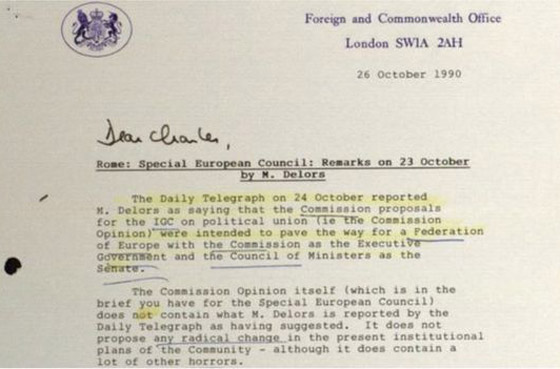 Foreign and Commonwealth Office
London SW1A 2AH
26 October 1990
Dear Charles,
Rome: Special European Council: Remarks on 23 October
by M. Delors
The Daily Telegraph on 24 October reported
M. Delors as saying that the Commission proposals
for the IGC on political union (ie the Commission
Opinion) were intended to pave the way for a Federation
of Europe with the Commission as the Executive
Government and the Council of Ministers as the
Senate.
The Commission Opinion itself (which is in the
brief you have for the Special European Council)
does not contain what M. Delors is reported by the
Daily Telegraph as having suggested. It does not
propose any radical change in the present institutional
plans of the Community - although it does contain a
lot of other horrors.